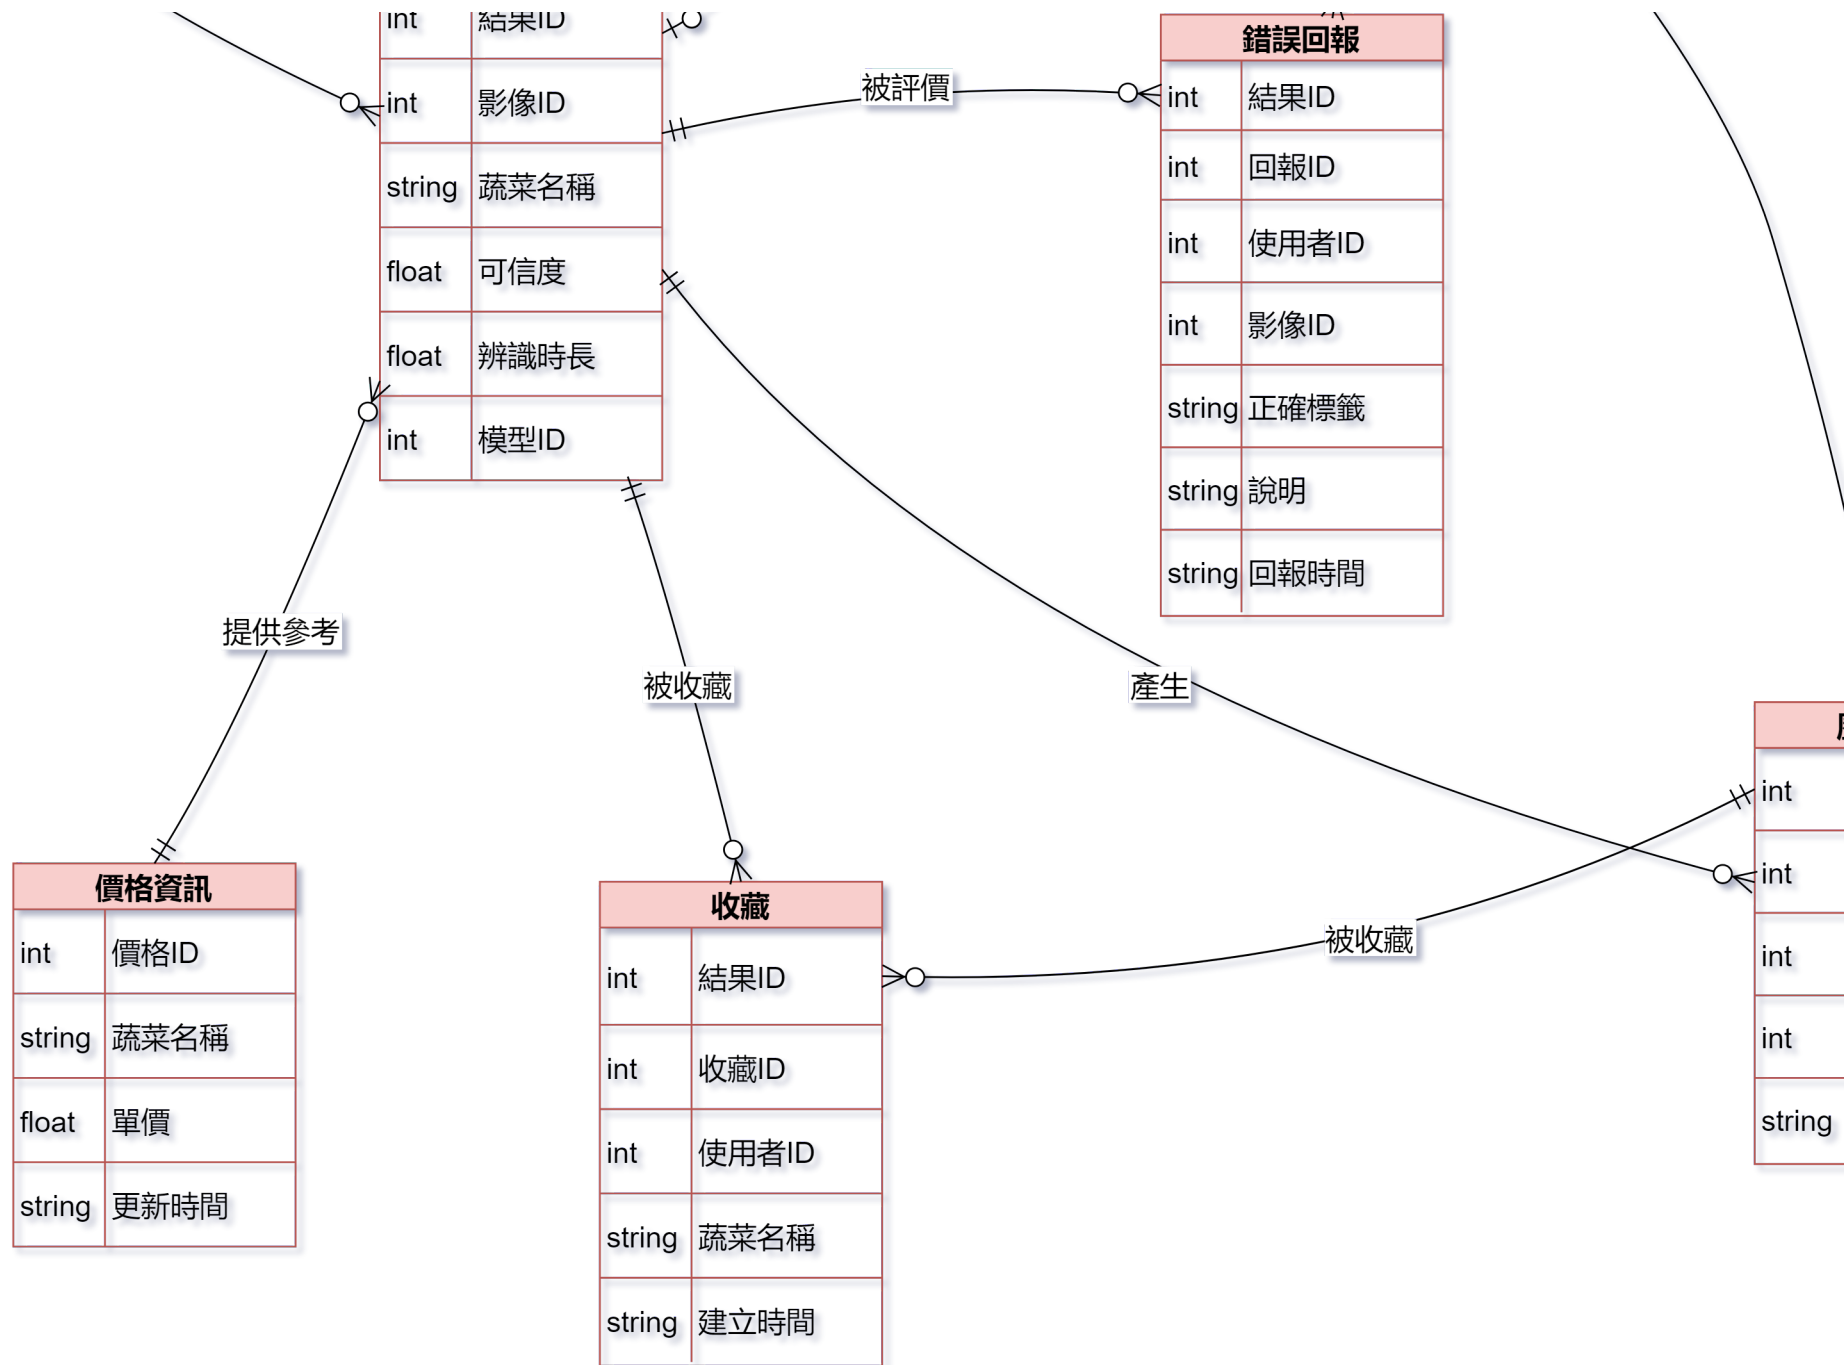 int 結果ID
int 影像ID
string 蔬菜名稱
float 可信度
float 辨識時長
int 模型ID
被評價
錯誤回報
int 結果ID
int 回報ID
int 使用者ID
int 影像ID
string 正確標籤
string 說明
string 回報時間
提供參考
被收藏
產生
被收藏
價格資訊
int 價格ID
string 蔬菜名稱
float 單價
string 更新時間
收藏
int 結果ID
int 收藏ID
int 使用者ID
string 蔬菜名稱
string 建立時間
int
int
int
int
string